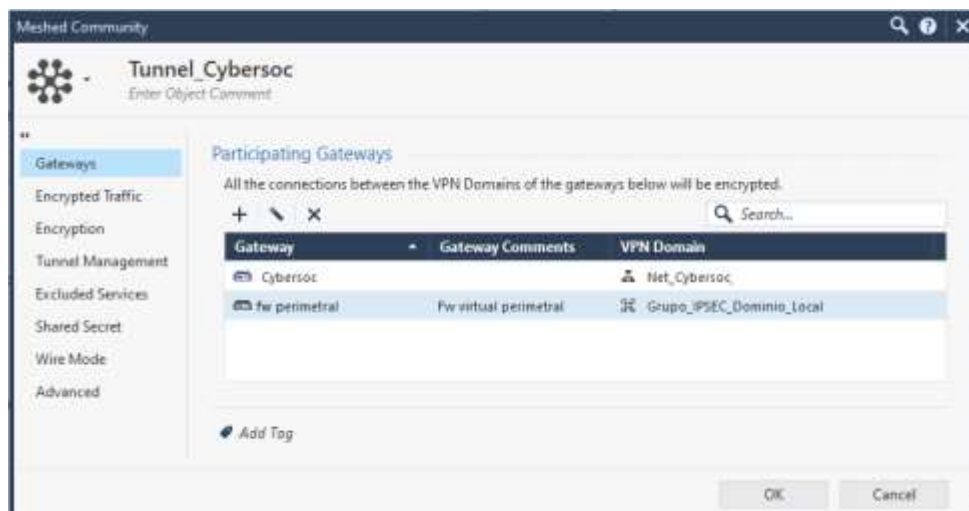 Meshed Community
Tunnel_Cybersoc
Enter Object Comment
Gateways
Encrypted Traffic
Encryption
Tunnel Management
Excluded Services
Shared Secret
Wire Mode
Advanced
Participating Gateways
All the connections between the VPN Domains of the gateways below will be encrypted.
Search...
Gateway Gateway Comments VPN Domain
Cybersoc Net_Cybersoc_
fw perimetral Fw virtual perimetral Grupo_IPSEC_Dominio_Local
Add Tag
OK Cancel